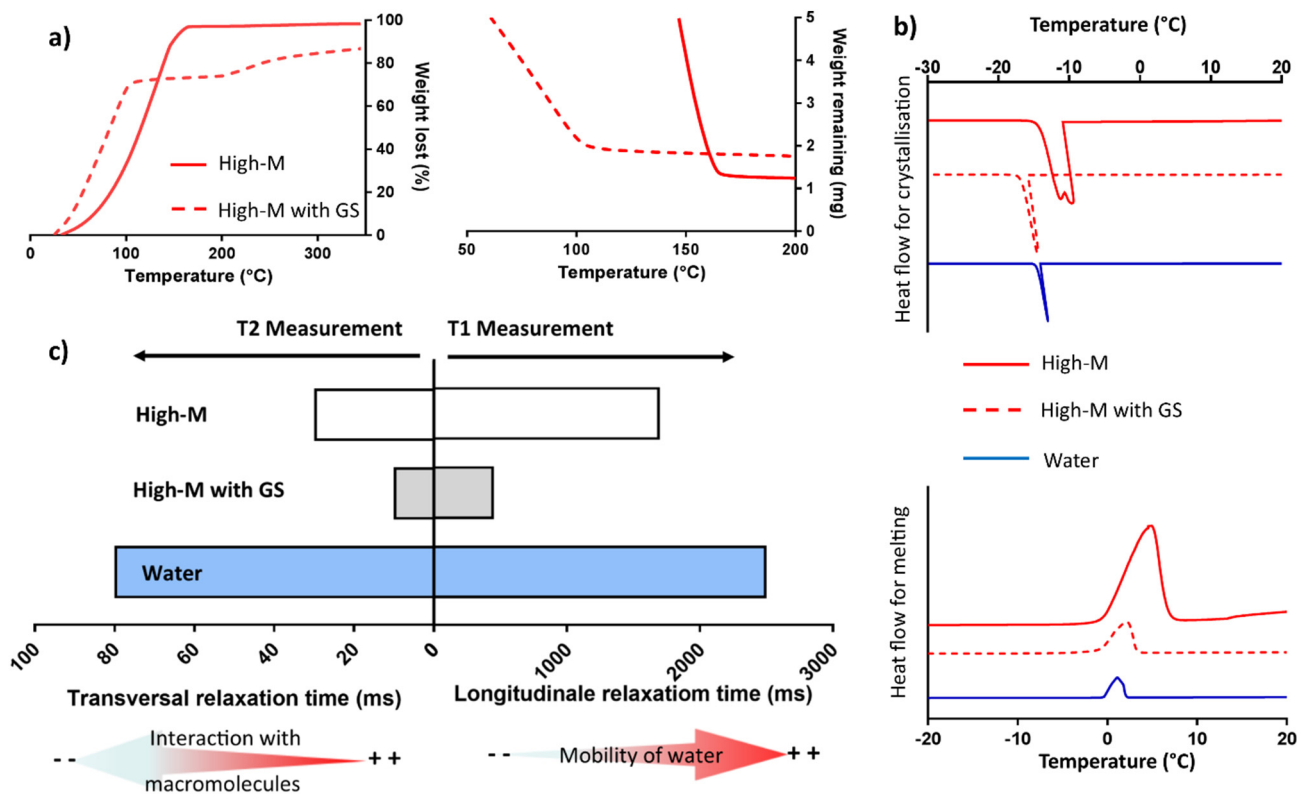 a)
100
80
60
40
20
0
Weight lost (%)
High-M
High-M with GS
0
100
200
300
Temperature (°C)
5
4
3
2
1
0
Weight remaining (mg)
50
100
150
200
Temperature (°C)
b)
Temperature (°C)
-30
-20
-10
0
10
20
Heat flow for crystallisation
High-M
High-M with GS
Water
Heat flow for melting
-20
-10
0
10
20
Temperature (°C)
c)
T2 Measurement
T1 Measurement
High-M
High-M with GS
Water
100
80
60
40
20
0
1000
2000
3000
Transversal relaxation time (ms)
Longitudinale relaxatiom time (ms)
- -
Interaction with
macromolecules
+ +
- -
Mobility of water
+ +